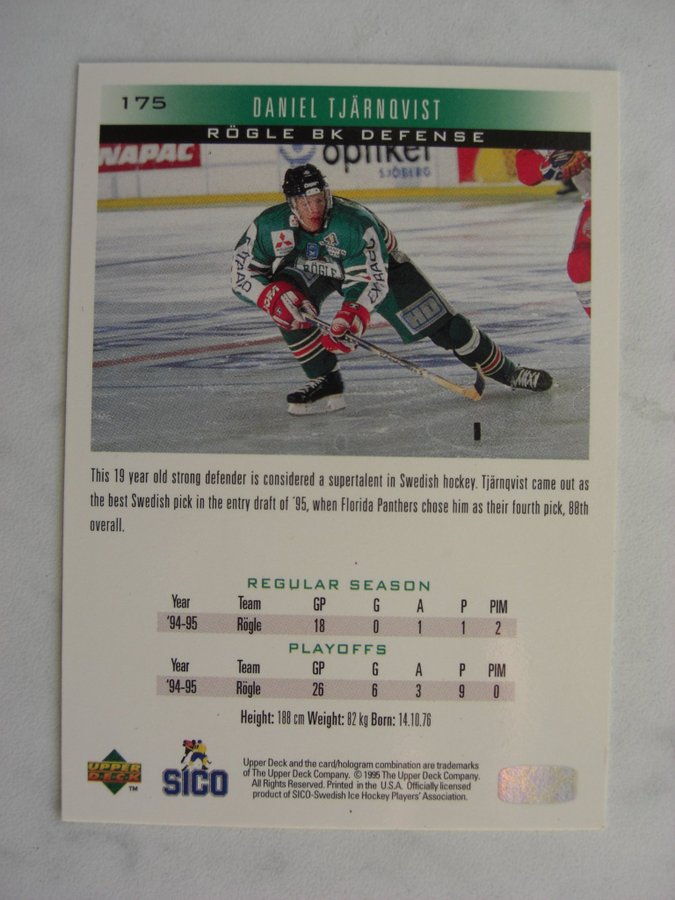 175
DANIEL TJÄRNQVIST
RÖGLE BK DEFENSE
NAPAC
optiker
SJÖBERG
RÖGLE
HD
This 19 year old strong defender is considered a supertalent in Swedish hockey. Tjärnqvist came out as
the best Swedish pick in the entry draft of '95, when Florida Panthers chose him as their fourth pick, 88th
overall.
REGULAR SEASON
Year Team GP G A P PIM
'94-95 Rögle 18 0 1 1 2
PLAYOFFS
Year Team GP G A P PIM
'94-95 Rögle 26 6 3 9 0
Height: 188 cm Weight: 82 kg Born: 14.10.76
UPPER
DECK
TM
SICO
Upper Deck and the card/hologram combination are trademarks
of The Upper Deck Company. © 1995 The Upper Deck Company.
All Rights Reserved. Printed in the U.S.A. Officially licensed
product of SICO-Swedish Ice Hockey Players' Association.